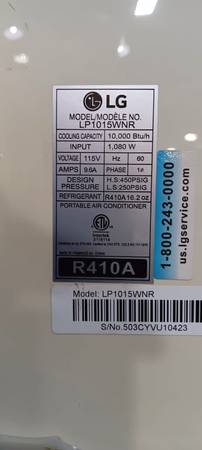 LG
MODEL/MODÈLE NO.
LP1015WNR
COOLING CAPACITY 10,000 Btu/h
INPUT 1,080 W
VOLTAGE 115V Hz 60
AMPS 9.6A PHASE 1ø
DESIGN PRESSURE H.S:450PSIG
L.S:250PSIG
REFRIGERANT R410A16.2 oz
PORTABLE AIR CONDITIONER
Intertek
R410A
1-800-243-0000
us.lgservice.com
Model: LP1015WNR
S/No:503CYVU10423